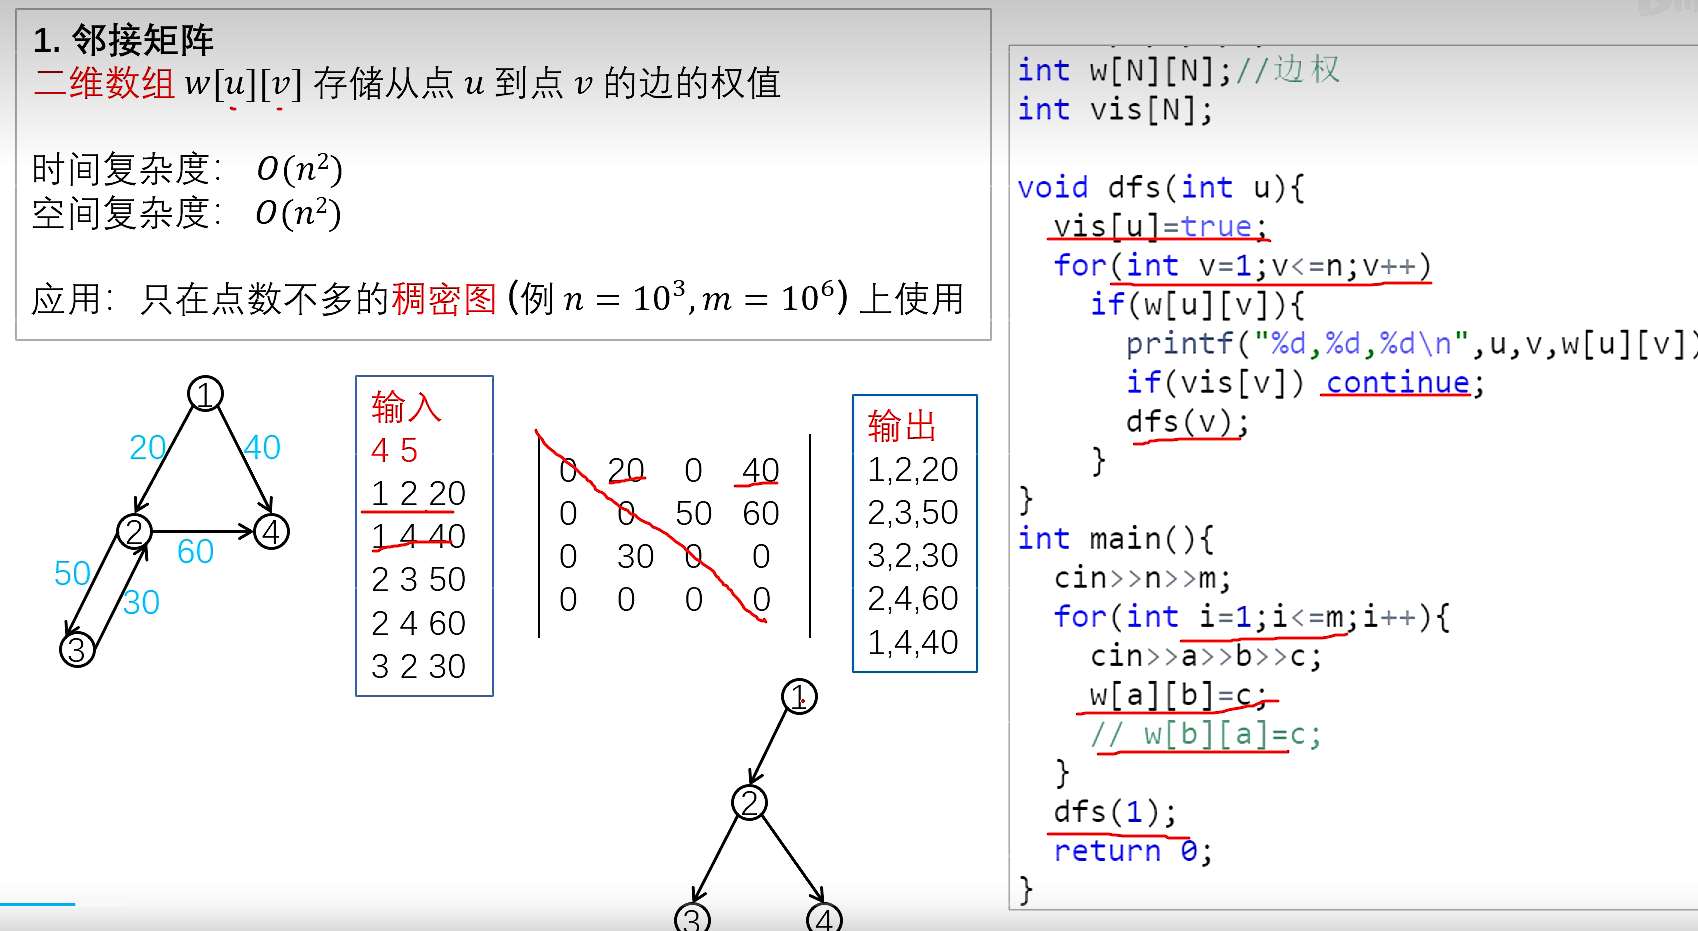 1. 邻接矩阵
二维数组 w[u][v] 存储从点 u 到点 v 的边的权值
时间复杂度： O(n²)
空间复杂度： O(n²)
应用：只在点数不多的稠密图 (例 n = 10³, m = 10⁶) 上使用
1
20
40
2
4
60
50
30
3
输入
4 5
1 2 20
1 4 40
2 3 50
2 4 60
3 2 30
0 20 0 40
0 0 50 60
0 30 0 0
0 0 0 0
输出
1,2,20
2,3,50
3,2,30
2,4,60
1,4,40
1
2
3
4
int w[N][N];//边权
int vis[N];
void dfs(int u){
vis[u]=true;
for(int v=1;v<=n;v++)
if(w[u][v]){
printf("%d,%d,%d\n",u,v,w[u][v])
if(vis[v]) continue;
dfs(v);
}
}
int main(){
cin>>n>>m;
for(int i=1;i<=m;i++){
cin>>a>>b>>c;
w[a][b]=c;
// w[b][a]=c;
}
dfs(1);
return 0;
}